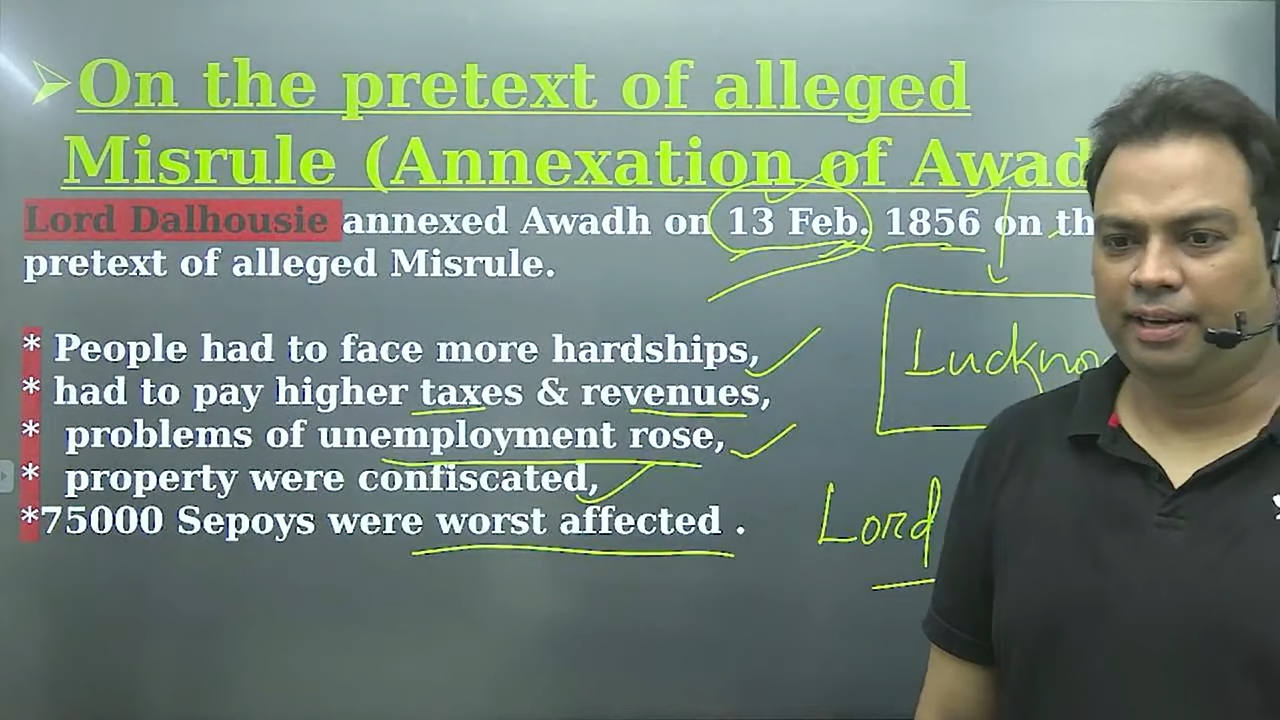 ➢On the pretext of alleged
Misrule (Annexation of Awad
Lord Dalhousie annexed Awadh on 13 Feb. 1856 on th
pretext of alleged Misrule.
* People had to face more hardships,
* had to pay higher taxes & revenues,
* problems of unemployment rose,
* property were confiscated,
*75000 Sepoys were worst affected .
Luckno
Lord